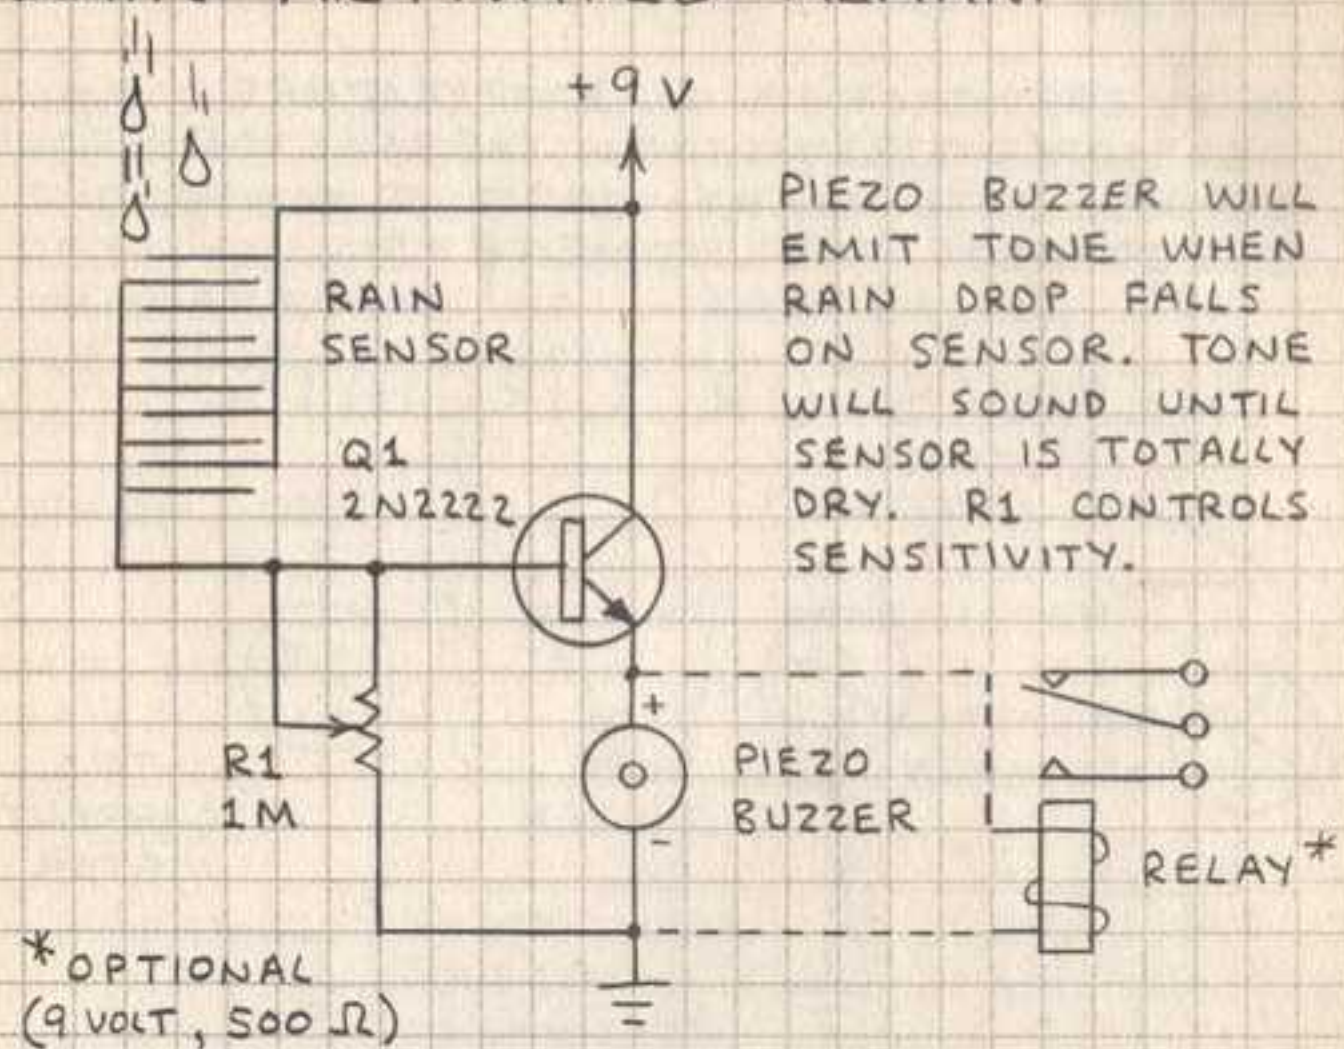 +9 V
PIEZO BUZZER WILL
EMIT TONE WHEN
RAIN DROP FALLS
ON SENSOR. TONE
WILL SOUND UNTIL
SENSOR IS TOTALLY
DRY. R1 CONTROLS
SENSITIVITY.
RAIN
SENSOR
Q1
2N2222
R1
1M
+
PIEZO
BUZZER
-
RELAY*
*OPTIONAL
(9 VOLT, 500 Ω)